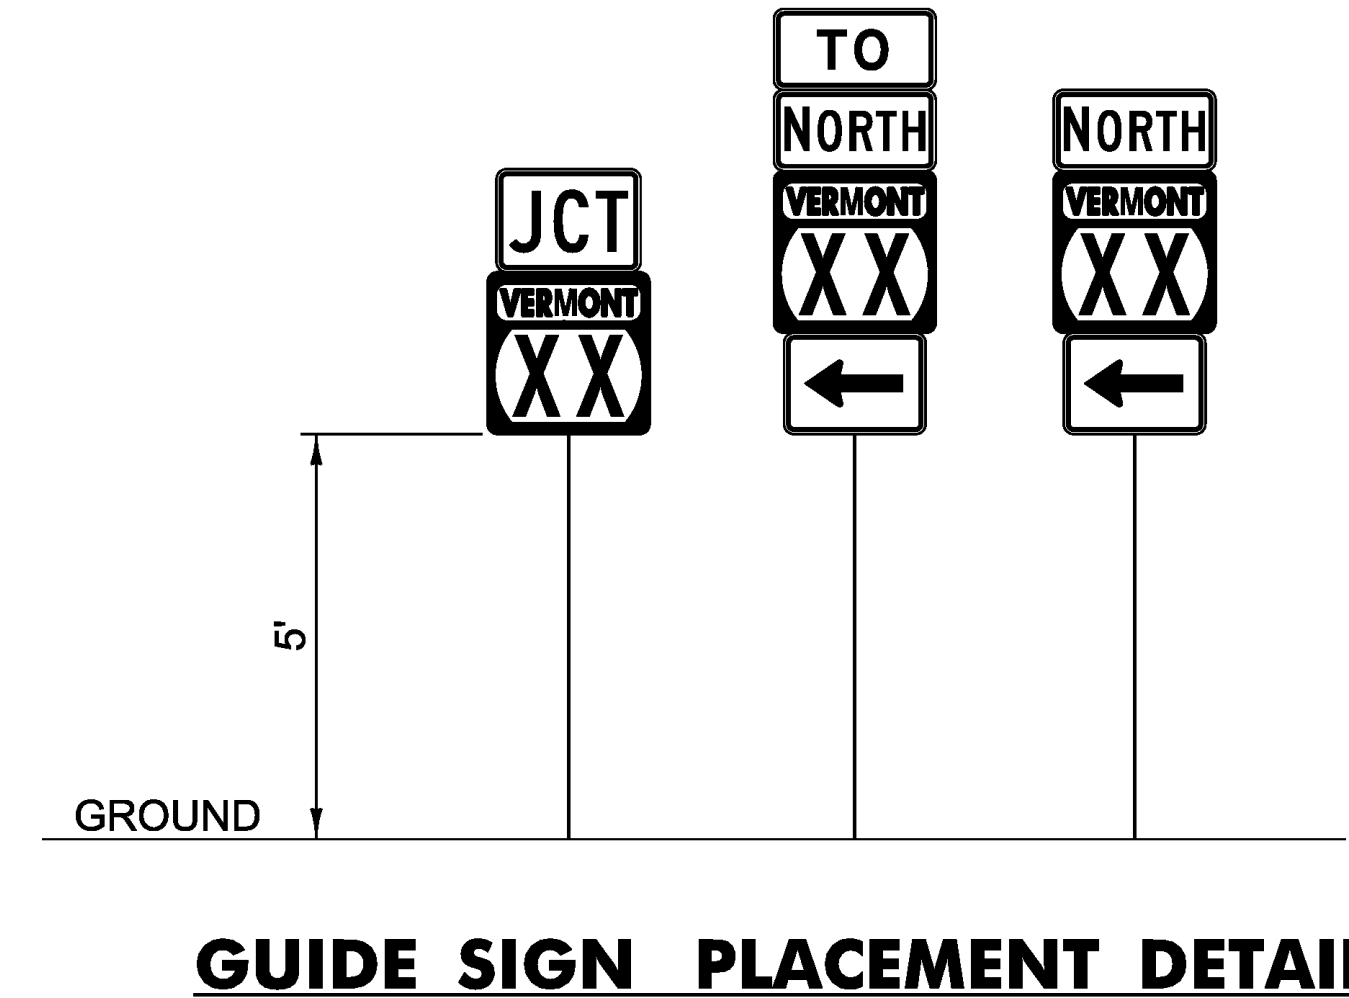 TO
NORTH
NORTH
JCT
VERMONT
VERMONT
XX
XX
VERMONT
XX
5'
GROUND
GUIDE SIGN PLACEMENT DETAI